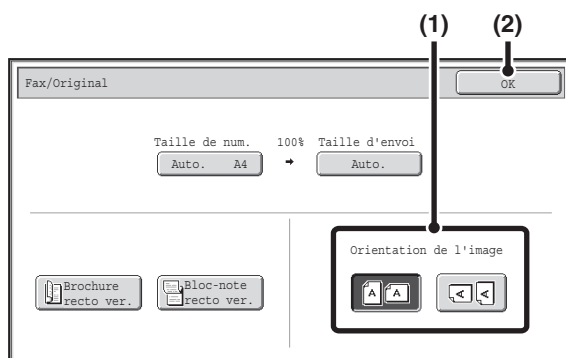 (1) (2)
Fax/Original OK
Taille de num. 100% Taille d'envoi
Auto. A4 Auto.
Orientation de l'image
Brochure
recto ver.
Bloc-note
recto ver.
A A A A